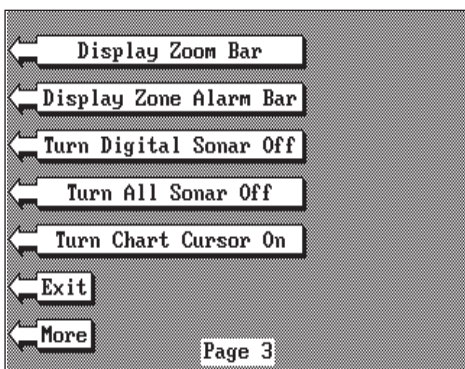 Display Zoom Bar
Display Zone Alarm Bar
Turn Digital Sonar Off
Turn All Sonar Off
Turn Chart Cursor On
Exit
More
Page 3